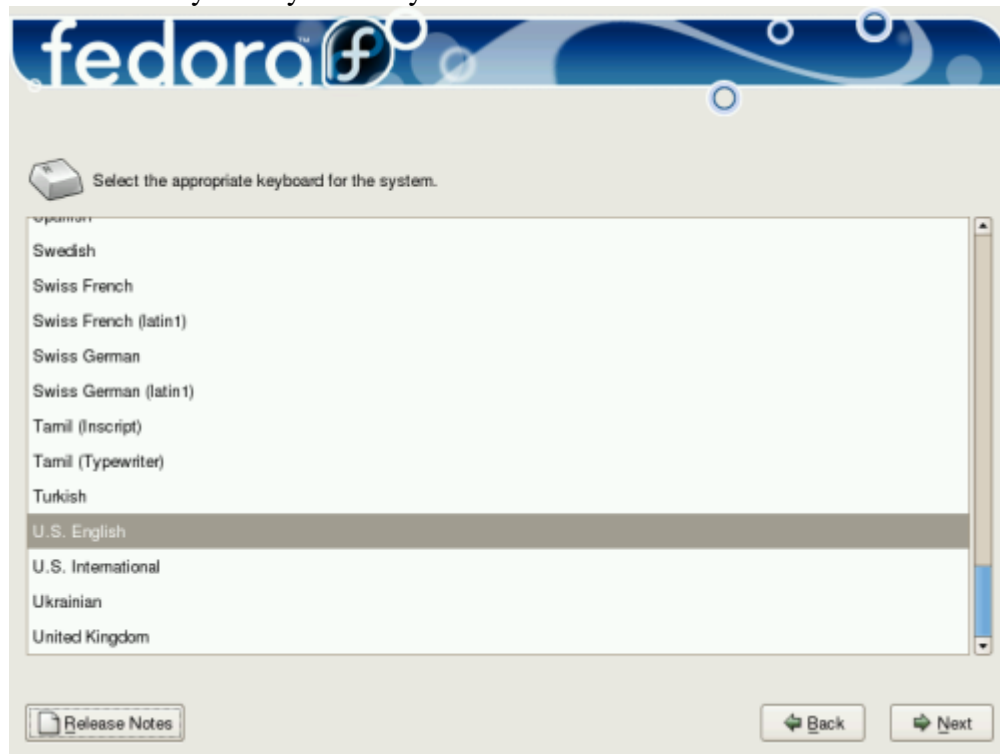 fedora
Select the appropriate keyboard for the system.
Spanish
Swedish
Swiss French
Swiss French (latin1)
Swiss German
Swiss German (latin1)
Tamil (Inscript)
Tamil (Typewriter)
Turkish
U.S. English
U.S. International
Ukrainian
United Kingdom
Release Notes
Back
Next